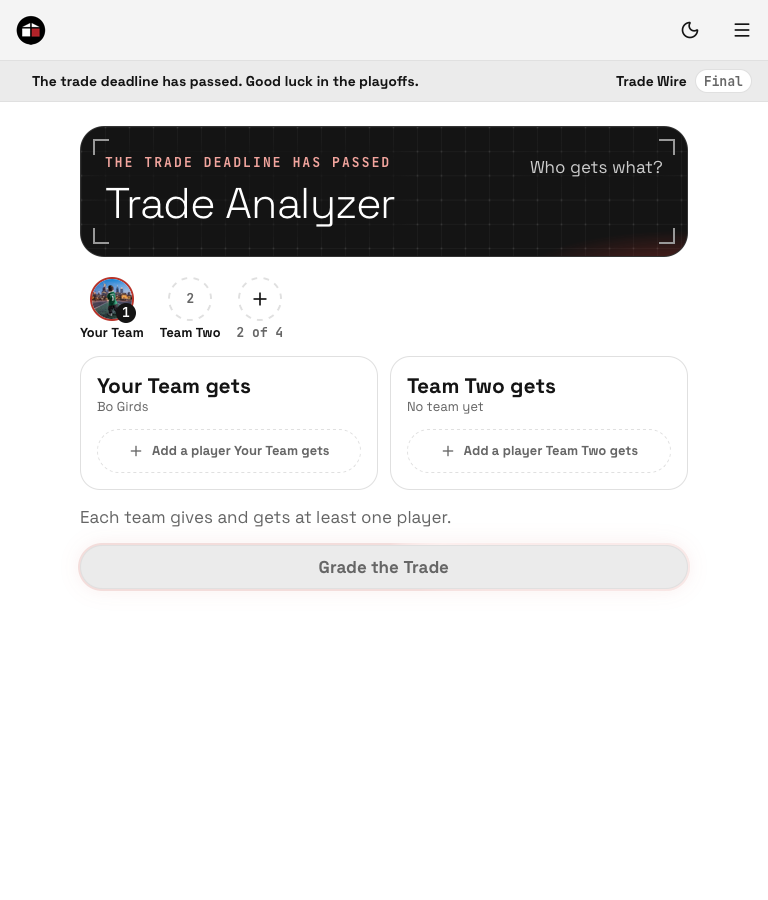 The trade deadline has passed. Good luck in the playoffs.
Trade Wire Final
THE TRADE DEADLINE HAS PASSED
Who gets what?
Trade Analyzer
1
2
Your Team
Team Two
2 of 4
Your Team gets
Bo Girds
Add a player Your Team gets
Team Two gets
No team yet
Add a player Team Two gets
Each team gives and gets at least one player.
Grade the Trade